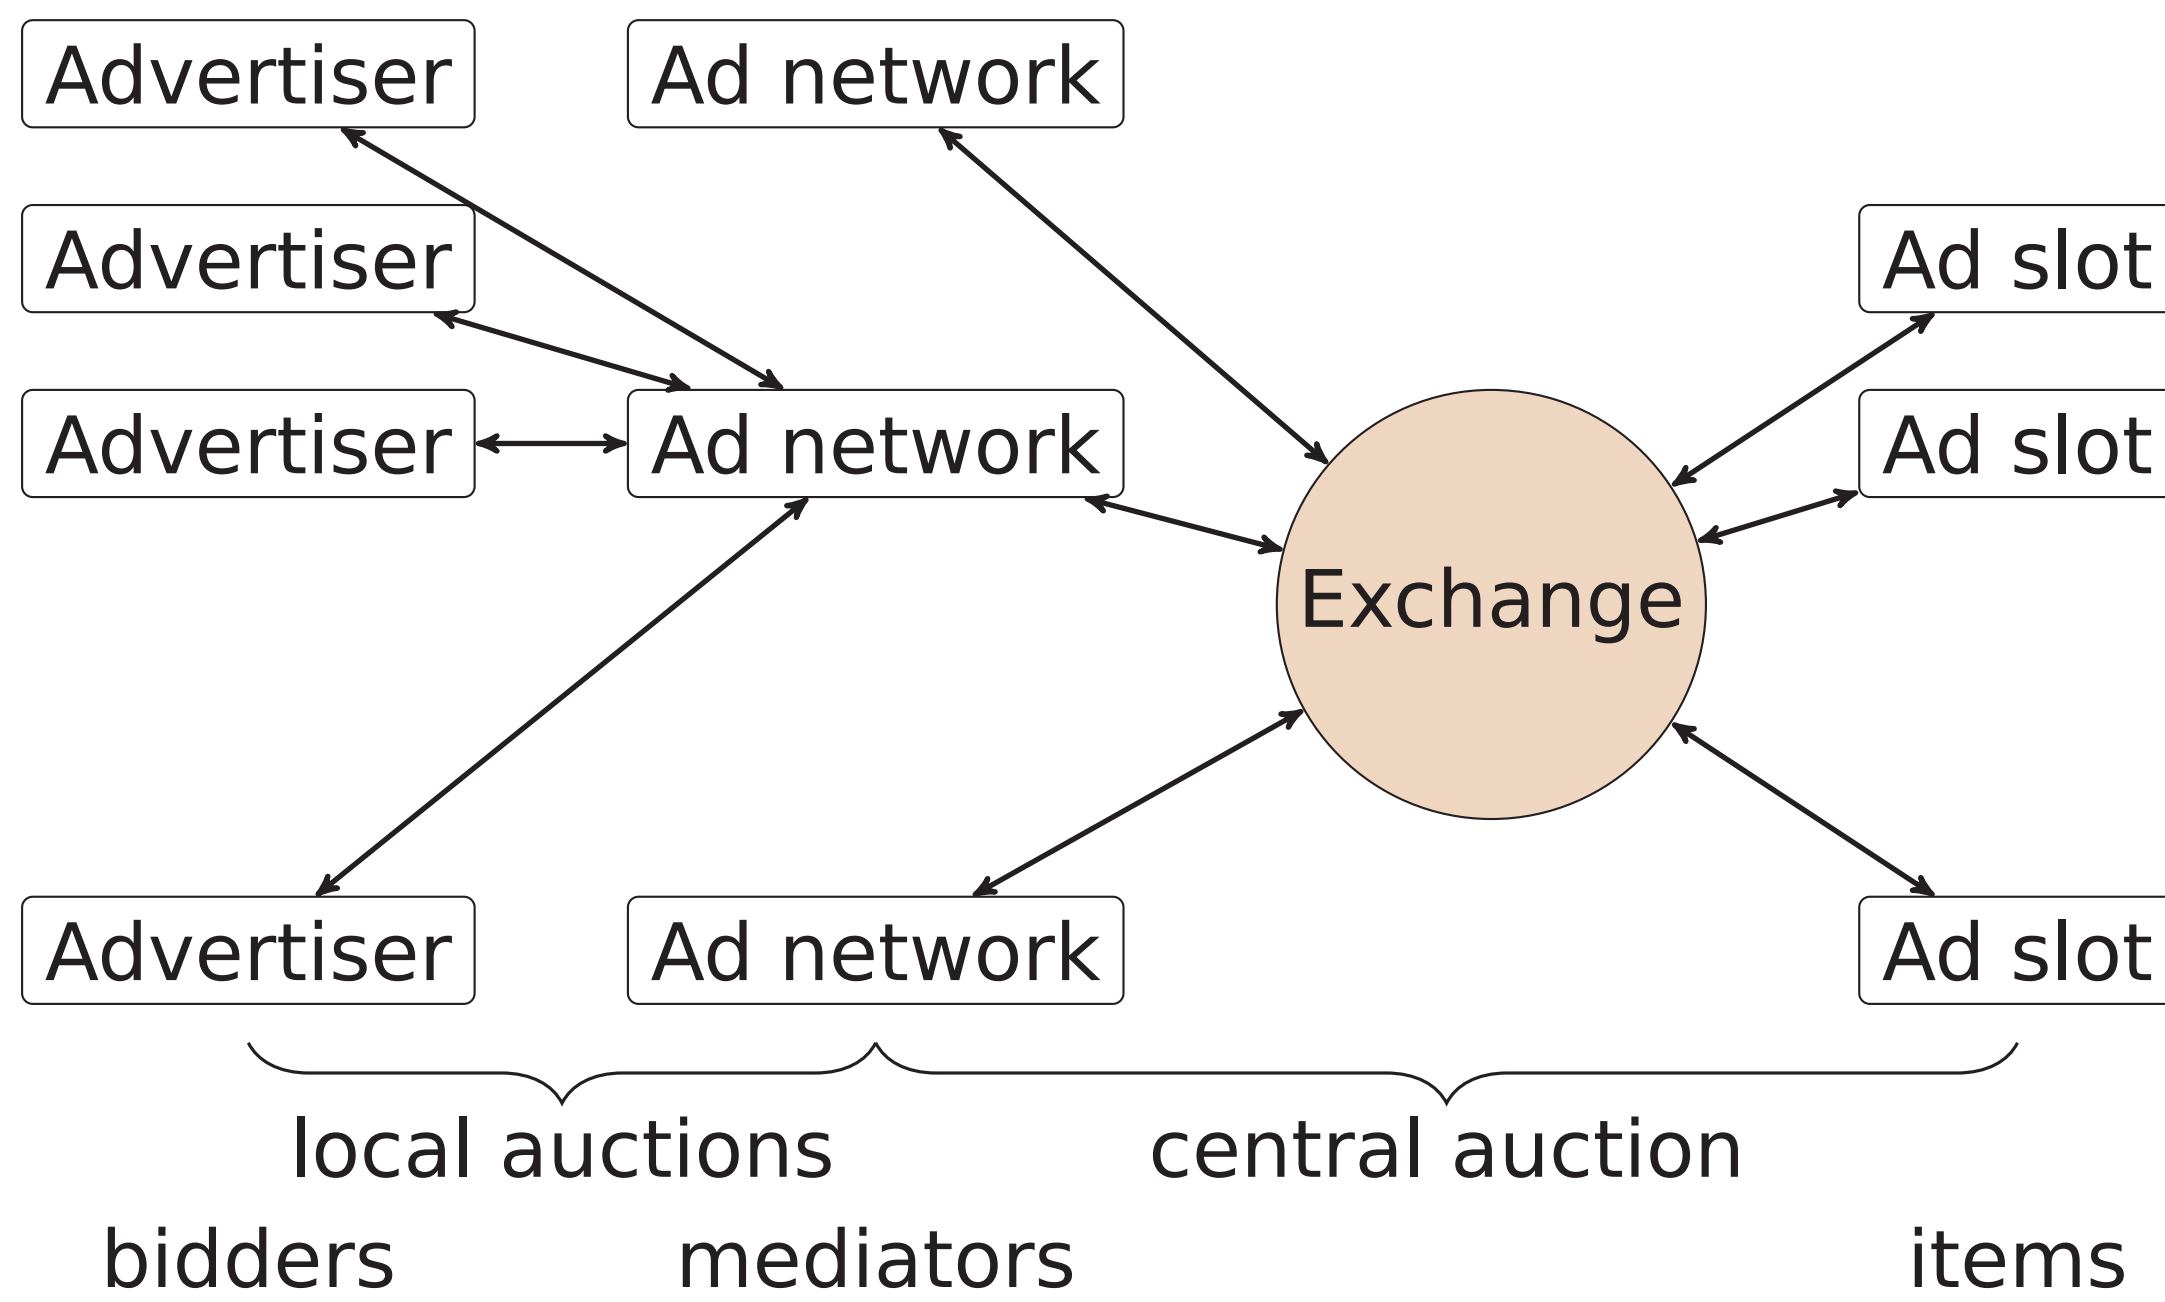 Advertiser
Ad network
Advertiser
Ad slot
Advertiser
Ad network
Ad slot
Exchange
Advertiser
Ad network
Ad slot
local auctions
central auction
bidders
mediators
items